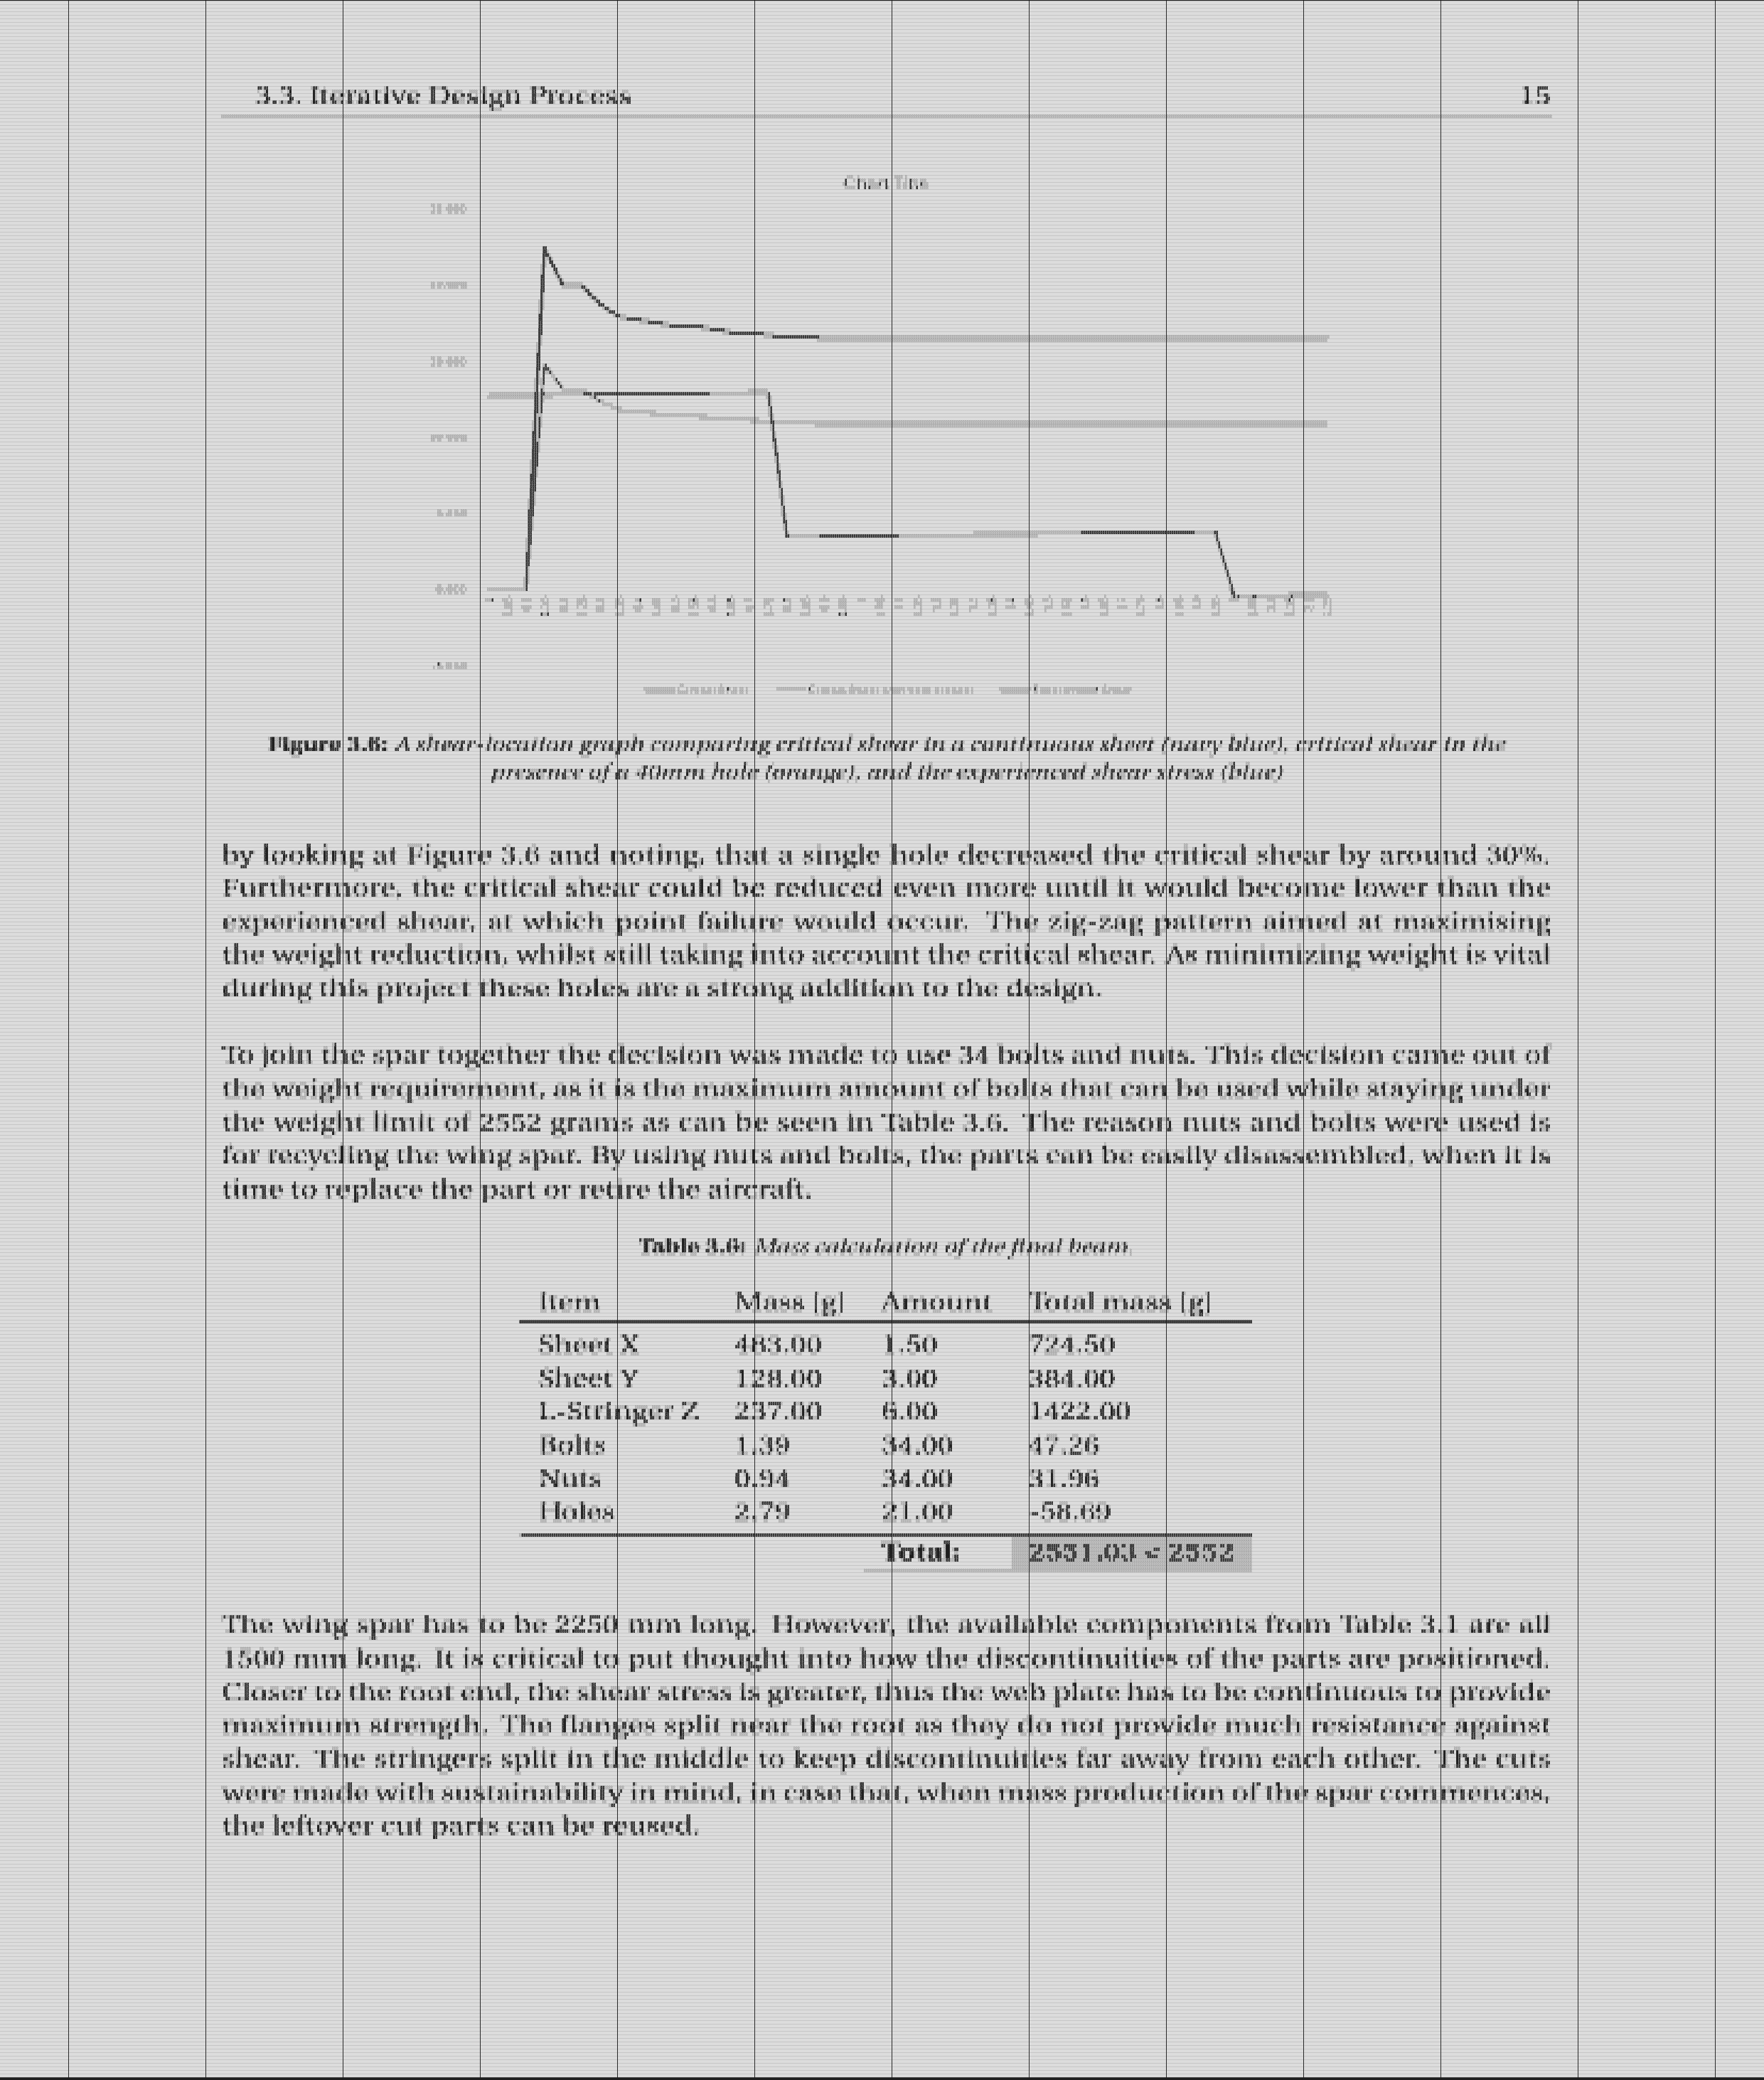 3.3. Iterative Design Process 15
Chart Title
Figure 3.6: A shear-location graph comparing critical shear in a continuous sheet (navy blue), critical shear in the
presence of a 40mm hole (orange), and the experienced shear stress (blue)
by looking at Figure 3.6 and noting, that a single hole decreased the critical shear by around 30%.
Furthermore, the critical shear could be reduced even more until it would become lower than the
experienced shear, at which point failure would occur. The zig-zag pattern aimed at maximising
the weight reduction, whilst still taking into account the critical shear. As minimizing weight is vital
during this project these holes are a strong addition to the design.
To join the spar together the decision was made to use 34 bolts and nuts. This decision came out of
the weight requirement, as it is the maximum amount of bolts that can be used while staying under
the weight limit of 2552 grams as can be seen in Table 3.6. The reason nuts and bolts were used is
for recycling the wing spar. By using nuts and bolts, the parts can be easily disassembled, when it is
time to replace the part or retire the aircraft.
Table 3.6: Mass calculation of the final beam.
Item Mass [g] Amount Total mass [g]
Sheet X 483.00 1.50 724.50
Sheet Y 128.00 3.00 384.00
L-Stringer Z 237.00 6.00 1422.00
Bolts 1.39 34.00 47.26
Nuts 0.94 34.00 31.96
Holes 2.79 21.00 -58.69
Total: 2551.03 < 2552
The wing spar has to be 2250 mm long. However, the available components from Table 3.1 are all
1500 mm long. It is critical to put thought into how the discontinuities of the parts are positioned.
Closer to the root end, the shear stress is greater, thus the web plate has to be continuous to provide
maximum strength. The flanges split near the root as they do not provide much resistance against
shear. The stringers split in the middle to keep discontinuities far away from each other. The cuts
were made with sustainability in mind, in case that, when mass production of the spar commences,
the leftover cut parts can be reused.